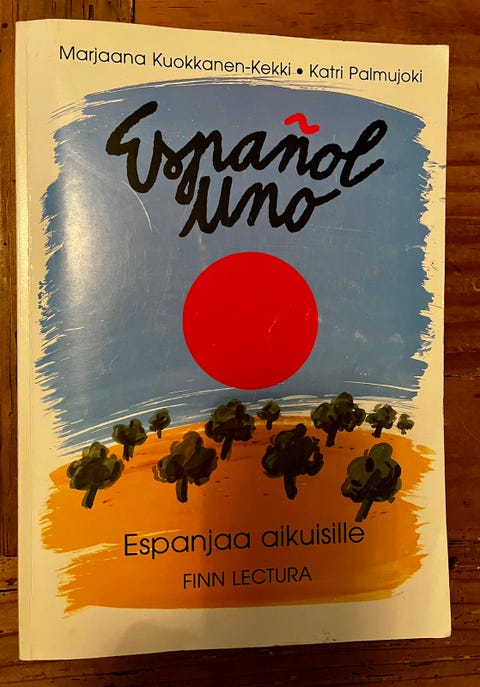 Marjaana Kuokkanen-Kekki • Katri Palmujoki
Español
uno
Espanjaa aikuisille
FINN LECTURA